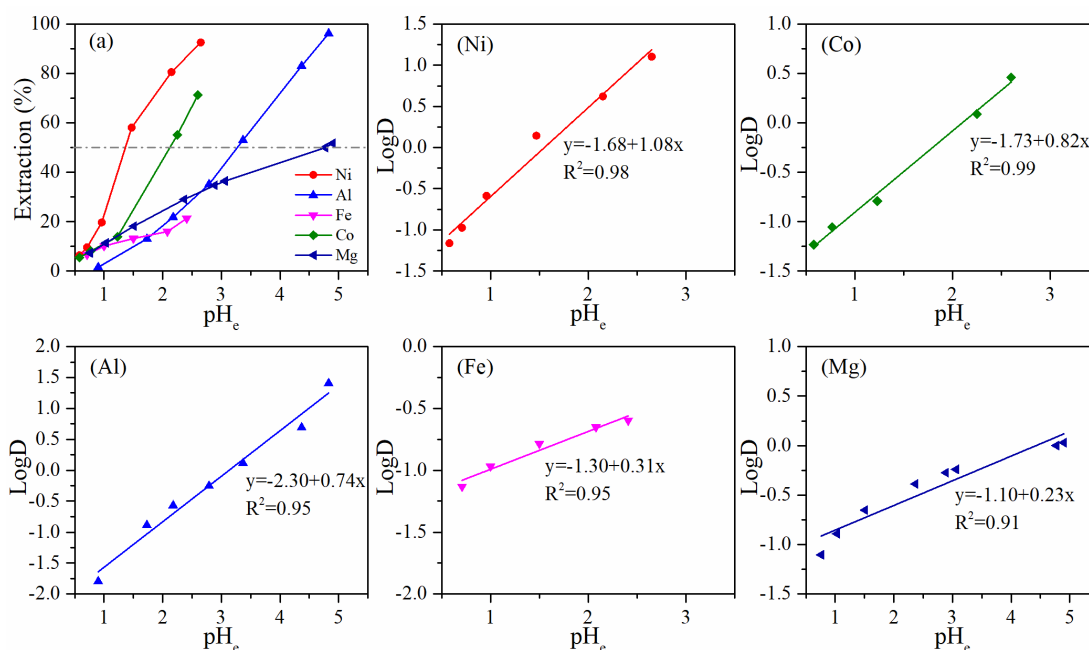 (a)
Extraction (%)
100
80
60
40
20
0
Ni
Al
Fe
Co
Mg
1 2 3 4 5
pHe
(Ni)
LogD
1.5
1.0
0.5
0.0
-0.5
-1.0
-1.5
y=-1.68+1.08x
R²=0.98
1 2 3
pHe
(Co)
LogD
1.0
0.5
0.0
-0.5
-1.0
-1.5
y=-1.73+0.82x
R²=0.99
1 2 3
pHe
(Al)
LogD
2.0
1.5
1.0
0.5
0.0
-0.5
-1.0
-1.5
-2.0
y=-2.30+0.74x
R²=0.95
1 2 3 4 5
pHe
(Fe)
LogD
0.0
-0.5
-1.0
-1.5
-2.0
y=-1.30+0.31x
R²=0.95
1 2 3
pHe
(Mg)
LogD
1.0
0.5
0.0
-0.5
-1.0
-1.5
y=-1.10+0.23x
R²=0.91
1 2 3 4 5
pHe